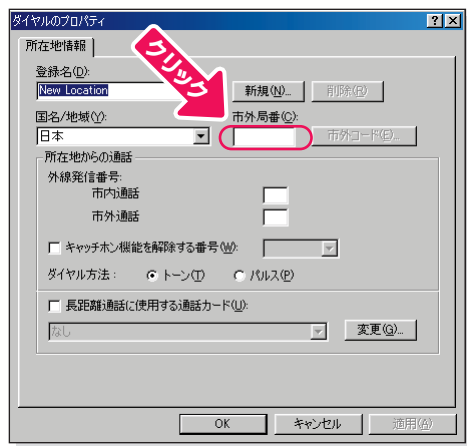 ダイヤルのプロパティ
所在地情報
クリック
登録名(D):
New Location
新規(N)...
削除(R)
国名/地域(Y):
市外局番(C):
日本
市外コード(E)...
所在地からの通話
外線発信番号:
市内通話
市外通話
キャッチホン機能を解除する番号(W):
ダイヤル方法:
トーン(T)
パルス(P)
長距離通話に使用する通話カード(U):
なし
変更(G)...
OK
キャンセル
適用(A)